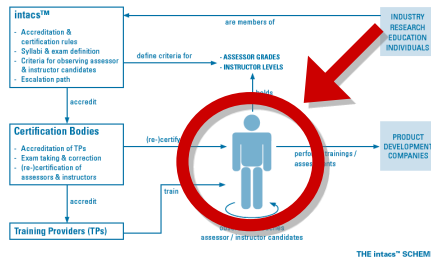 intacs™
- Accreditation &
certification rules
- Syllabi & exam definition
- Criteria for observing assessor
& instructor candidates
- Escalation path
are members of
INDUSTRY
RESEARCH
EDUCATION
INDIVIDUALS
define criteria for
- ASSESSOR GRADES
- INSTRUCTOR LEVELS
accredit
holds
Certification Bodies
- Accreditation of TPs
- Exam taking & correction
- (re-)certification of
assessors & instructors
(re-)certify
trainings /
PRODUCT
DEVELOPMENT
COMPANIES
accredit
train
Training Providers (TPs)
assessor / instructor candidates
THE intacs™ SCHEME